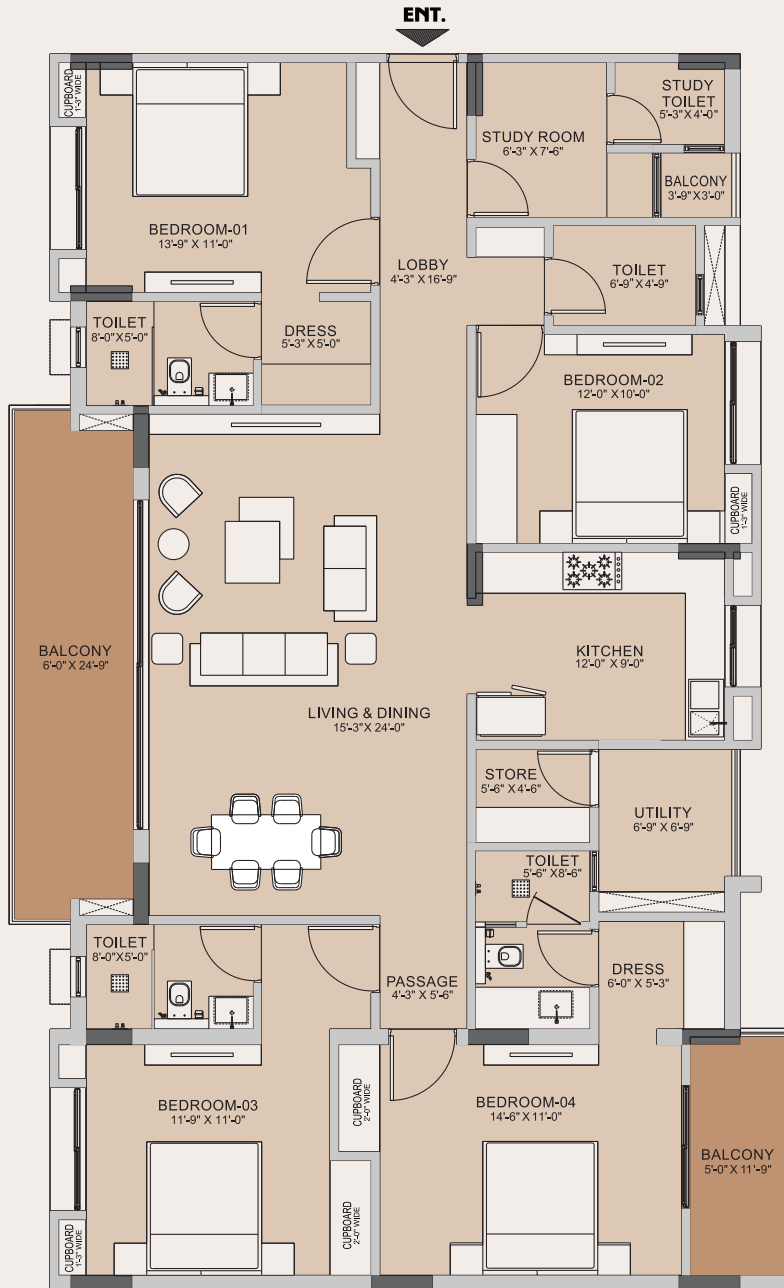 ENT.
CUPBOARD
1'-3" WIDE
STUDY
TOILET
5'-3" X 4'-0"
STUDY ROOM
6'-3" X 7'-6"
BALCONY
3'-9" X 3'-0"
BEDROOM-01
13'-9" X 11'-0"
LOBBY
4'-3" X 16'-9"
TOILET
6'-9" X 4'-9"
TOILET
8'-0"X 5'-0"
DRESS
5'-3" X 5'-0"
BEDROOM-02
12'-0" X 10'-0"
CUPBOARD
1'-3" WIDE
BALCONY
6'-0" X 24'-9"
KITCHEN
12'-0" X 9'-0"
LIVING & DINING
15'-3" X 24'-0"
STORE
5'-6" X 4'-6"
UTILITY
6'-9" X 6'-9"
TOILET
5'-6" X8'-6"
TOILET
8'-0"X 5'-0"
PASSAGE
4'-3" X 5'-6"
DRESS
6'-0" X 5'-3"
BEDROOM-03
11'-9" X 11'-0"
CUPBOARD
2'-0" WIDE
BEDROOM-04
14'-6" X 11'-0"
BALCONY
5'-0" X 11'-9"
CUPBOARD
2'-0" WIDE
CUPBOARD
1'-3" WIDE